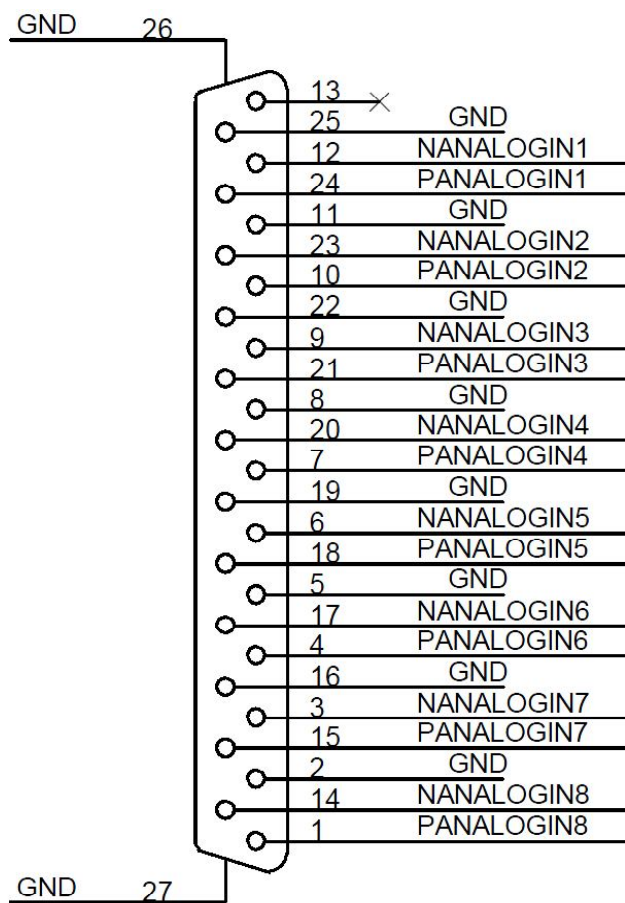 GND 26
13
25 GND
12 NANALOGIN1
24 PANALOGIN1
11 GND
23 NANALOGIN2
10 PANALOGIN2
22 GND
9 NANALOGIN3
21 PANALOGIN3
8 GND
20 NANALOGIN4
7 PANALOGIN4
19 GND
6 NANALOGIN5
18 PANALOGIN5
5 GND
17 NANALOGIN6
4 PANALOGIN6
16 GND
3 NANALOGIN7
15 PANALOGIN7
2 GND
14 NANALOGIN8
1 PANALOGIN8
GND 27